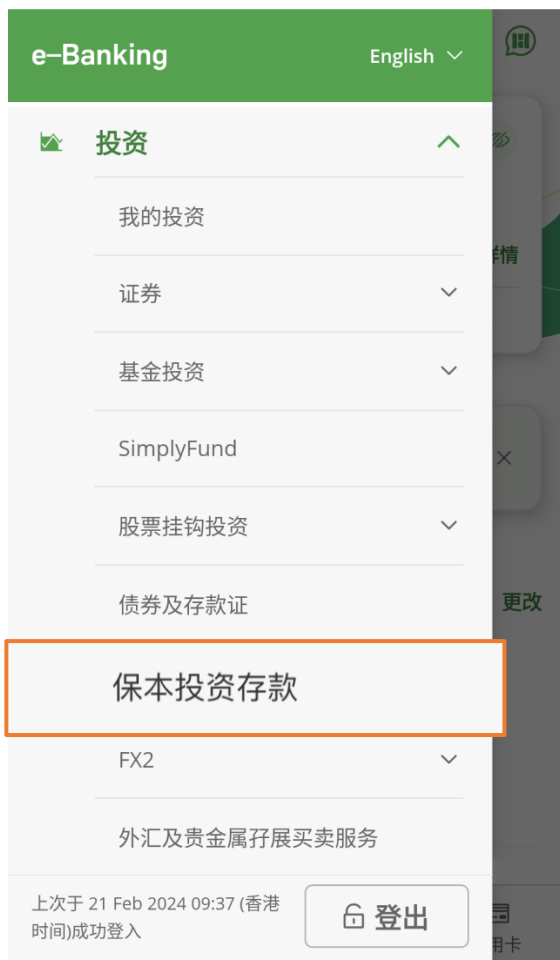 e-Banking
English
投资
我的投资
详情
证券
基金投资
SimplyFund
股票挂钩投资
债券及存款证
更改
保本投资存款
FX2
外汇及贵金属孖展买卖服务
上次于 21 Feb 2024 09:37 (香港
时间)成功登入
登出
用卡